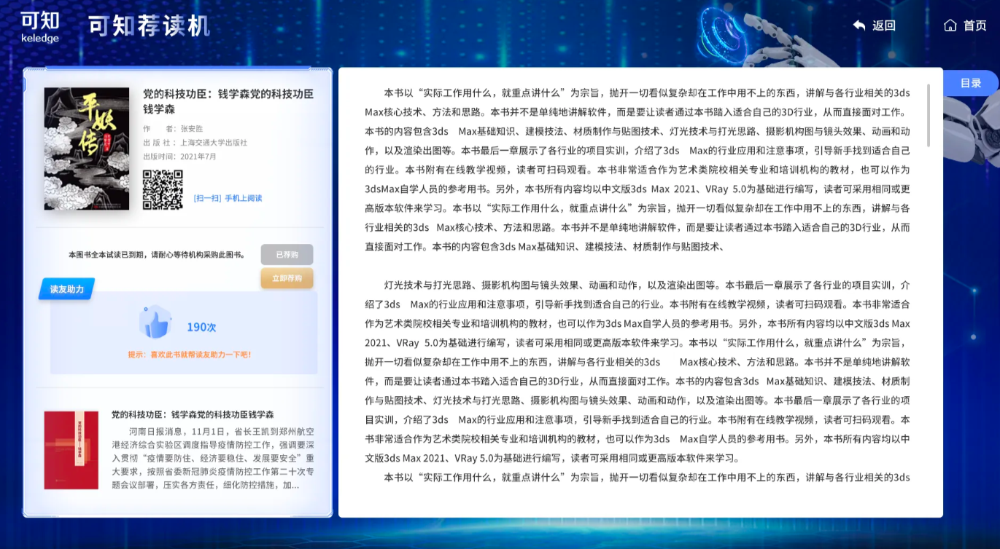 可知
keledge
可知荐读机
返回
首页
目录
平妖传
党的科技功臣：钱学森党的科技功臣
钱学森
作 者：张安胜
出 版 社：上海交通大学出版社
出版时间：2021年7月
[扫一扫] 手机上阅读
本图书全本试读已到期，请耐心等待机构采购此图书。
已荐购
立即荐购
读友助力
190次
提示：喜欢此书就帮读友助力一下吧！
党的科技功臣：钱学森党的科技功臣钱学森
河南日报消息，11月1日，省长王凯到郑州航空
港经济综合实验区调度指导疫情防控工作，强调要深
入贯彻“疫情要防住、经济要稳住、发展要安全”重
大要求，按照省委新冠肺炎疫情防控工作第二十次专
题会议部署，压实各方责任，细化防控措施，加...
本书以“实际工作用什么，就重点讲什么”为宗旨，抛开一切看似复杂却在工作中用不上的东西，讲解与各行业相关的3ds
Max核心技术、方法和思路。本书并不是单纯地讲解软件，而是要让读者通过本书踏入适合自己的3D行业，从而直接面对工作。
本书的内容包含3ds Max基础知识、建模技法、材质制作与贴图技术、灯光技术与打光思路、摄影机构图与镜头效果、动画和动
作，以及渲染出图等。本书最后一章展示了各行业的项目实训，介绍了3ds Max的行业应用和注意事项，引导新手找到适合自己
的行业。本书附有在线教学视频，读者可扫码观看。本书非常适合作为艺术类院校相关专业和培训机构的教材，也可以作为
3dsMax自学人员的参考用书。另外，本书所有内容均以中文版3ds Max 2021、VRay 5.0为基础进行编写，读者可采用相同或更
高版本软件来学习。本书以“实际工作用什么，就重点讲什么”为宗旨，抛开一切看似复杂却在工作中用不上的东西，讲解与各
行业相关的3ds Max核心技术、方法和思路。本书并不是单纯地讲解软件，而是要让读者通过本书踏入适合自己的3D行业，从而
直接面对工作。本书的内容包含3ds Max基础知识、建模技法、材质制作与贴图技术、
灯光技术与打光思路、摄影机构图与镜头效果、动画和动作，以及渲染出图等。本书最后一章展示了各行业的项目实训，介
绍了3ds Max的行业应用和注意事项，引导新手找到适合自己的行业。本书附有在线教学视频，读者可扫码观看。本书非常适合
作为艺术类院校相关专业和培训机构的教材，也可以作为3ds Max自学人员的参考用书。另外，本书所有内容均以中文版3ds Max
2021、VRay 5.0为基础进行编写，读者可采用相同或更高版本软件来学习。本书以“实际工作用什么，就重点讲什么”为宗旨，
抛开一切看似复杂却在工作中用不上的东西，讲解与各行业相关的3ds Max核心技术、方法和思路。本书并不是单纯地讲解软
件，而是要让读者通过本书踏入适合自己的3D行业，从而直接面对工作。本书的内容包含3ds Max基础知识、建模技法、材质制
作与贴图技术、灯光技术与打光思路、摄影机构图与镜头效果、动画和动作，以及渲染出图等。本书最后一章展示了各行业的项
目实训，介绍了3ds Max的行业应用和注意事项，引导新手找到适合自己的行业。本书附有在线教学视频，读者可扫码观看。本
书非常适合作为艺术类院校相关专业和培训机构的教材，也可以作为3ds Max自学人员的参考用书。另外，本书所有内容均以中
文版3ds Max 2021、VRay 5.0为基础进行编写，读者可采用相同或更高版本软件来学习。
本书以“实际工作用什么，就重点讲什么”为宗旨，抛开一切看似复杂却在工作中用不上的东西，讲解与各行业相关的3ds